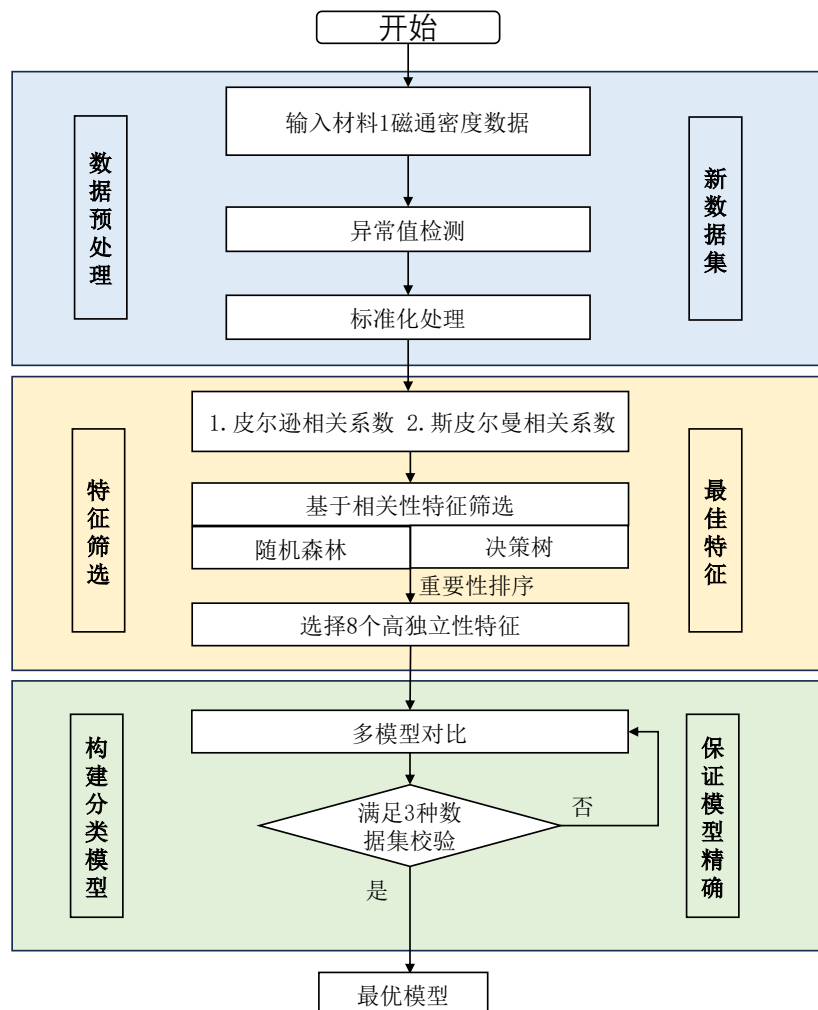 开始
输入材料1磁通密度数据
数据预处理
新数据集
异常值检测
标准化处理
1.皮尔逊相关系数 2.斯皮尔曼相关系数
特征筛选
最佳特征
基于相关性特征筛选
随机森林
决策树
重要性排序
选择8个高独立性特征
多模型对比
构建分类模型
保证模型精确
满足3种数
据集校验
否
是
最优模型